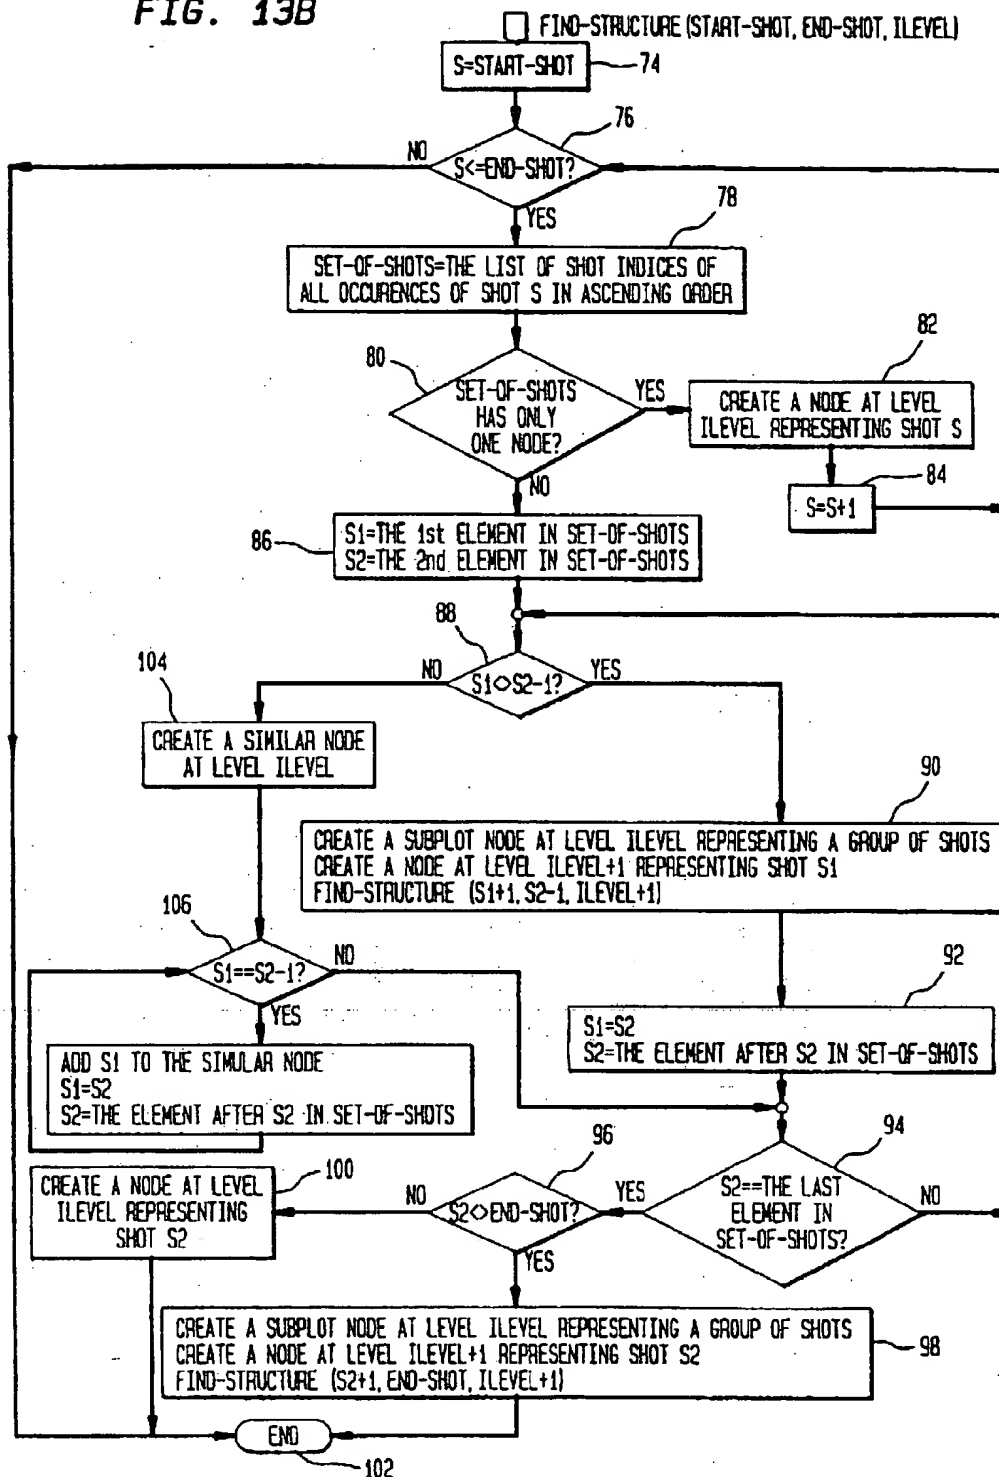 FIG. 13B
FIND-STRUCTURE (START-SHOT, END-SHOT, ILEVEL)
S=START-SHOT
74
76
NO
S<=END-SHOT?
YES
78
SET-OF-SHOTS=THE LIST OF SHOT INDICES OF
ALL OCCURENCES OF SHOT S IN ASCENDING ORDER
80
SET-OF-SHOTS
HAS ONLY
ONE NODE?
YES
82
CREATE A NODE AT LEVEL
ILEVEL REPRESENTING SHOT S
84
S=S+1
NO
86
S1=THE 1st ELEMENT IN SET-OF-SHOTS
S2=THE 2nd ELEMENT IN SET-OF-SHOTS
88
NO
S1<>S2-1?
YES
104
CREATE A SIMILAR NODE
AT LEVEL ILEVEL
90
CREATE A SUBPLOT NODE AT LEVEL ILEVEL REPRESENTING A GROUP OF SHOTS
CREATE A NODE AT LEVEL ILEVEL+1 REPRESENTING SHOT S1
FIND-STRUCTURE (S1+1, S2-1, ILEVEL+1)
106
S1==S2-1?
NO
YES
92
S1=S2
S2=THE ELEMENT AFTER S2 IN SET-OF-SHOTS
ADD S1 TO THE SIMULAR NODE
S1=S2
S2=THE ELEMENT AFTER S2 IN SET-OF-SHOTS
94
S2==THE LAST
ELEMENT IN
SET-OF-SHOTS?
YES
NO
96
S2<>END-SHOT?
NO
YES
100
CREATE A NODE AT LEVEL
ILEVEL REPRESENTING
SHOT S2
CREATE A SUBPLOT NODE AT LEVEL ILEVEL REPRESENTING A GROUP OF SHOTS
CREATE A NODE AT LEVEL ILEVEL+1 REPRESENTING SHOT S2
FIND-STRUCTURE (S2+1, END-SHOT, ILEVEL+1)
98
END
102